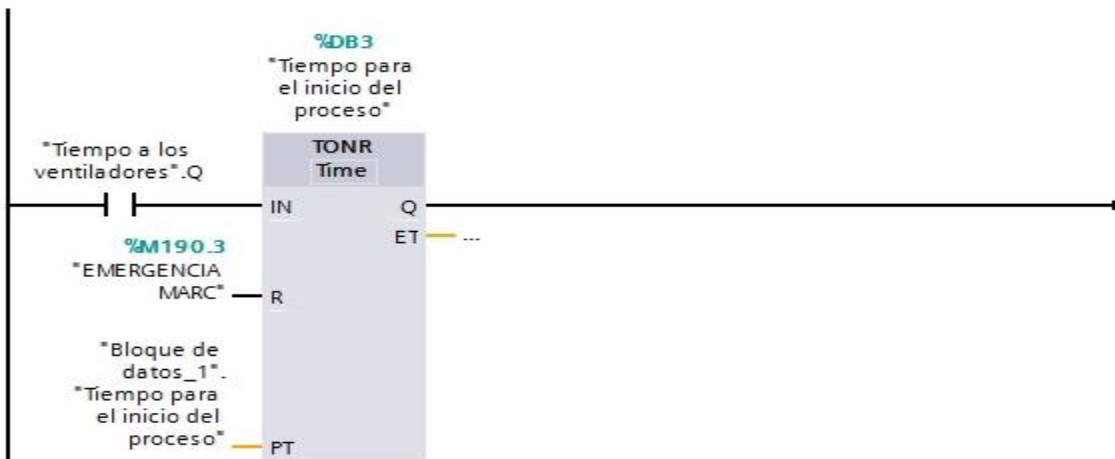 %DB3
"Tiempo para
el inicio del
proceso"
"Tiempo a los
ventiladores".Q
TONR
Time
IN
Q
ET
...
%M190.3
"EMERGENCIA
MARC"
R
"Bloque de
datos_1".
"Tiempo para
el inicio del
proceso"
PT